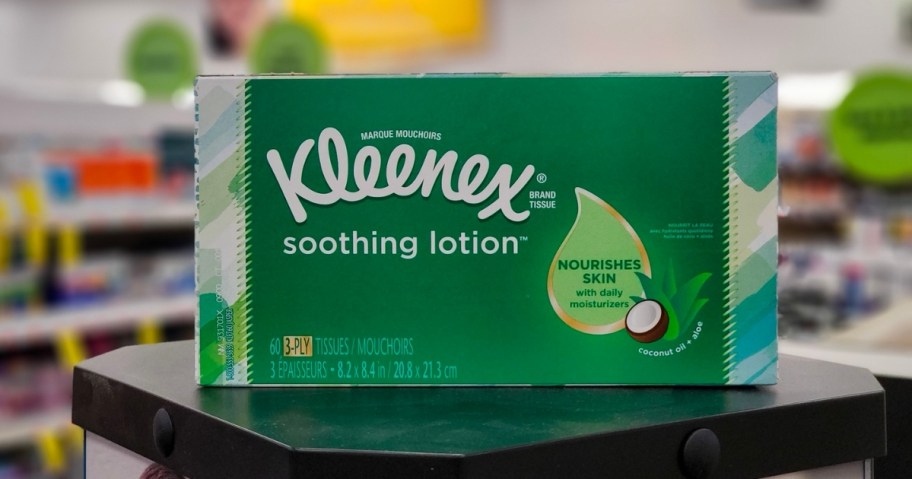 MARQUE MOUCHOIRS
Kleenex®
BRAND
TISSUE
soothing lotion™
NOURISHES
SKIN
with daily
moisturizers
coconut oil + aloe
60 3-PLY TISSUES / MOUCHOIRS
3 ÉPAISSEURS - 8.2 x 8.4 in / 20.8 x 21.3 cm